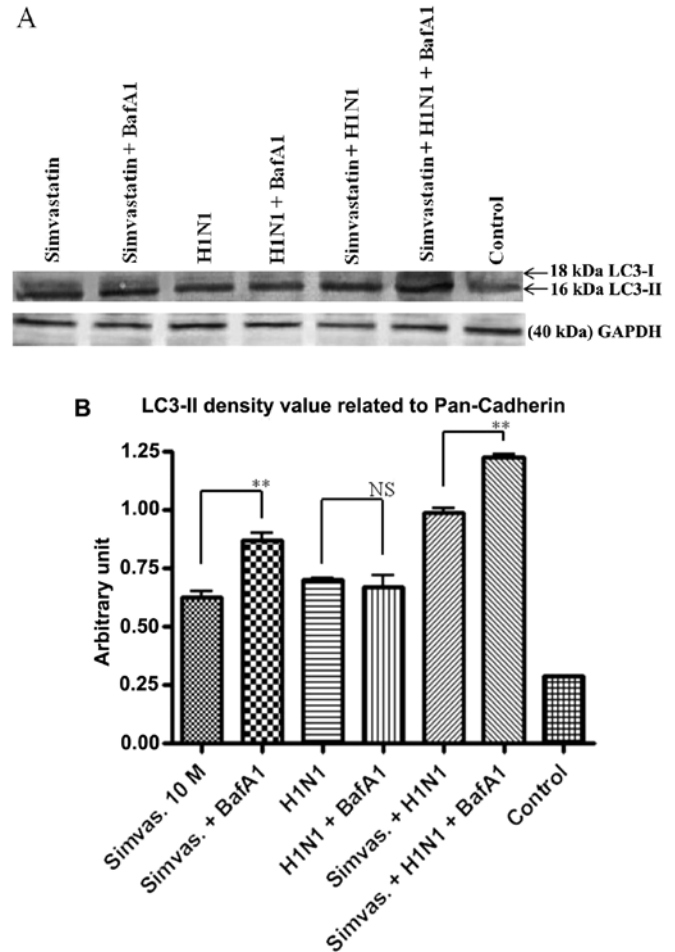 A
Simvastatin
Simvastatin + BafA1
H1N1
H1N1 + BafA1
Simvastatin + H1N1
Simvastatin + H1N1 + BafA1
Control
18 kDa LC3-I
16 kDa LC3-II
(40 kDa) GAPDH
B
LC3-II density value related to Pan-Cadherin
Arbitrary unit
1.25
1.00
0.75
0.50
0.25
0.00
**
NS
**
Simvas. 10 M
Simvas. + BafA1
H1N1
H1N1 + BafA1
Simvas. + H1N1
Simvas. + H1N1 + BafA1
Control